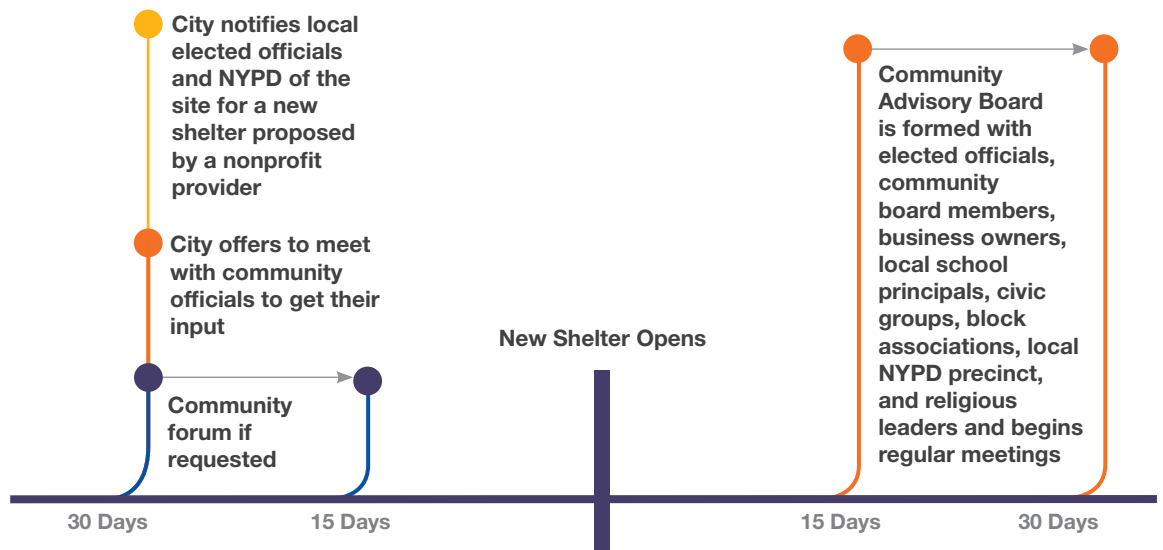 City notifies local
elected officials
and NYPD of the
site for a new
shelter proposed
by a nonprofit
provider
City offers to meet
with community
officials to get their
input
Community
forum if
requested
New Shelter Opens
Community
Advisory Board
is formed with
elected officials,
community
board members,
business owners,
local school
principals, civic
groups, block
associations, local
NYPD precinct,
and religious
leaders and begins
regular meetings
30 Days
15 Days
15 Days
30 Days